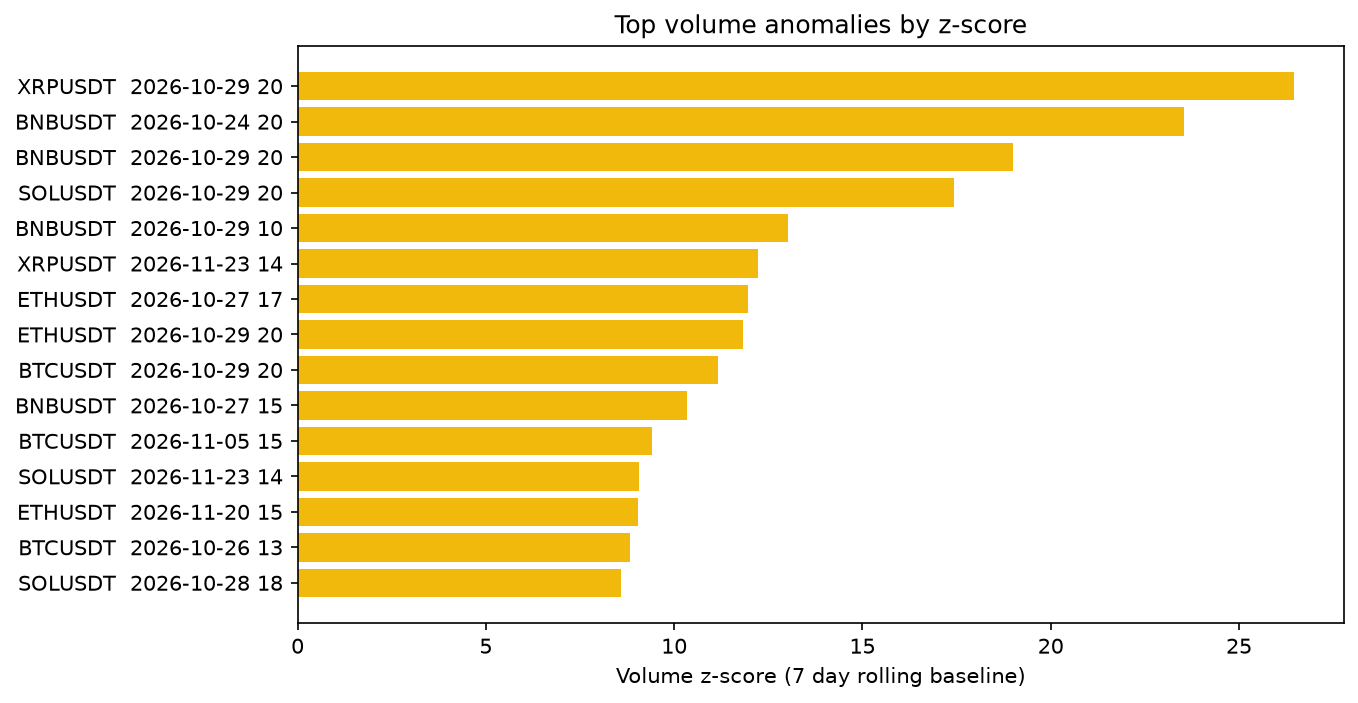 Top volume anomalies by z-score
XRPUSDT  2026-10-29 20
BNBUSDT  2026-10-24 20
BNBUSDT  2026-10-29 20
SOLUSDT  2026-10-29 20
BNBUSDT  2026-10-29 10
XRPUSDT  2026-11-23 14
ETHUSDT  2026-10-27 17
ETHUSDT  2026-10-29 20
BTCUSDT  2026-10-29 20
BNBUSDT  2026-10-27 15
BTCUSDT  2026-11-05 15
SOLUSDT  2026-11-23 14
ETHUSDT  2026-11-20 15
BTCUSDT  2026-10-26 13
SOLUSDT  2026-10-28 18
0 5 10 15 20 25
Volume z-score (7 day rolling baseline)